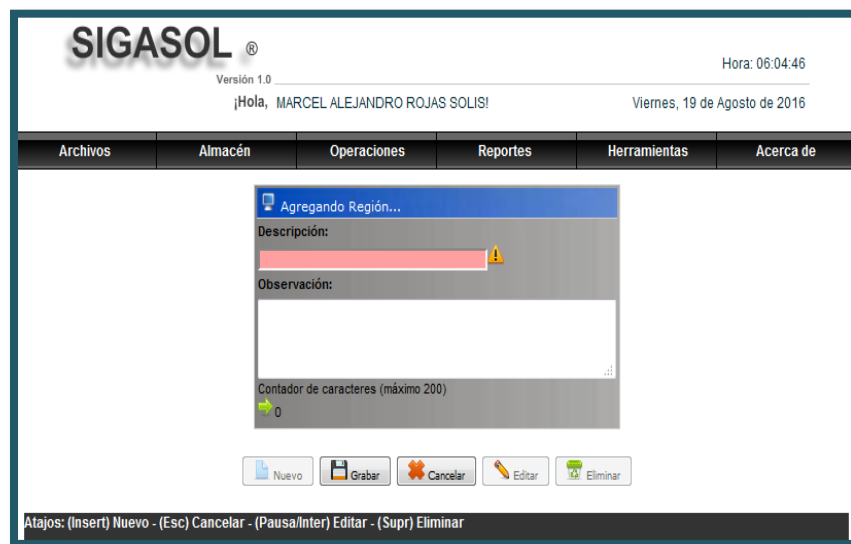 SIGASOL ®
Versión 1.0
Hora: 06:04:46
¡Hola, MARCEL ALEJANDRO ROJAS SOLIS!
Viernes, 19 de Agosto de 2016
Archivos Almacén Operaciones Reportes Herramientas Acerca de
Agregando Región...
Descripción:
Observación:
Contador de caracteres (máximo 200)
0
Nuevo Grabar Cancelar Editar Eliminar
Atajos: (Insert) Nuevo - (Esc) Cancelar - (Pausa/Inter) Editar - (Supr) Eliminar